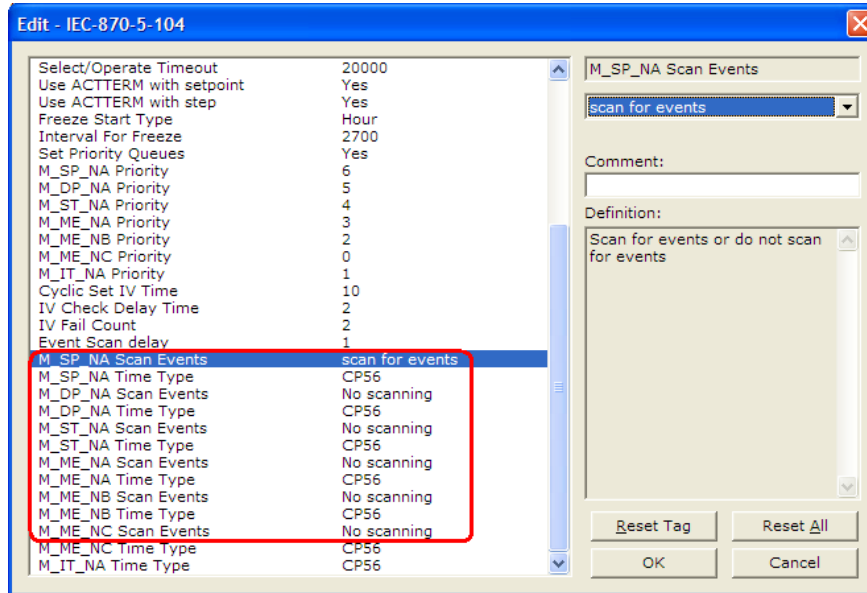 Edit - IEC-870-5-104
Select/Operate Timeout 20000
Use ACTTERM with setpoint Yes
Use ACTTERM with step Yes
Freeze Start Type Hour
Interval For Freeze 2700
Set Priority Queues Yes
M_SP_NA Priority 6
M_DP_NA Priority 5
M_ST_NA Priority 4
M_ME_NA Priority 3
M_ME_NB Priority 2
M_ME_NC Priority 0
M_IT_NA Priority 1
Cyclic Set IV Time 10
IV Check Delay Time 2
IV Fail Count 2
Event Scan delay 1
M_SP_NA Scan Events scan for events
M_SP_NA Time Type CP56
M_DP_NA Scan Events No scanning
M_DP_NA Time Type CP56
M_ST_NA Scan Events No scanning
M_ST_NA Time Type CP56
M_ME_NA Scan Events No scanning
M_ME_NA Time Type CP56
M_ME_NB Scan Events No scanning
M_ME_NB Time Type CP56
M_ME_NC Scan Events No scanning
M_ME_NC Time Type CP56
M_IT_NA Time Type CP56
M_SP_NA Scan Events
scan for events
Comment:
Definition:
Scan for events or do not scan
for events
Reset Tag Reset All
OK Cancel